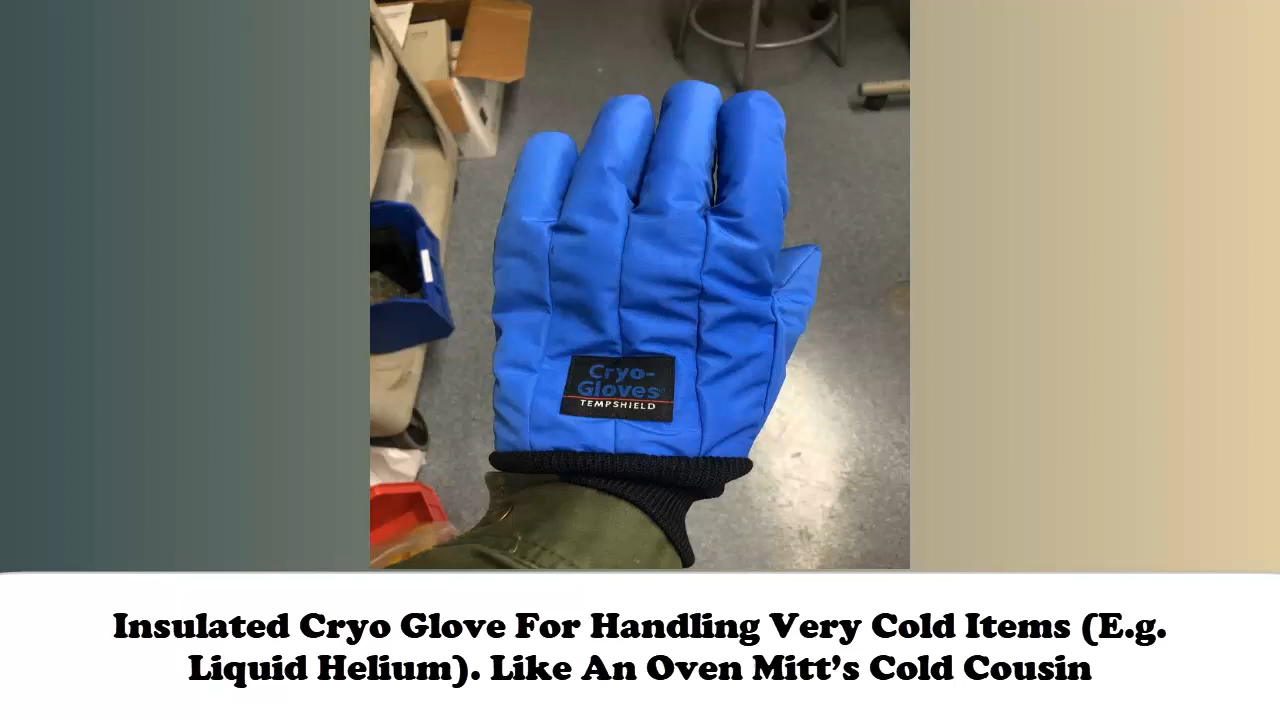 Cryo-
Gloves
TEMPSHIELD
Insulated Cryo Glove For Handling Very Cold Items (E.g.
Liquid Helium). Like An Oven Mitt’s Cold Cousin